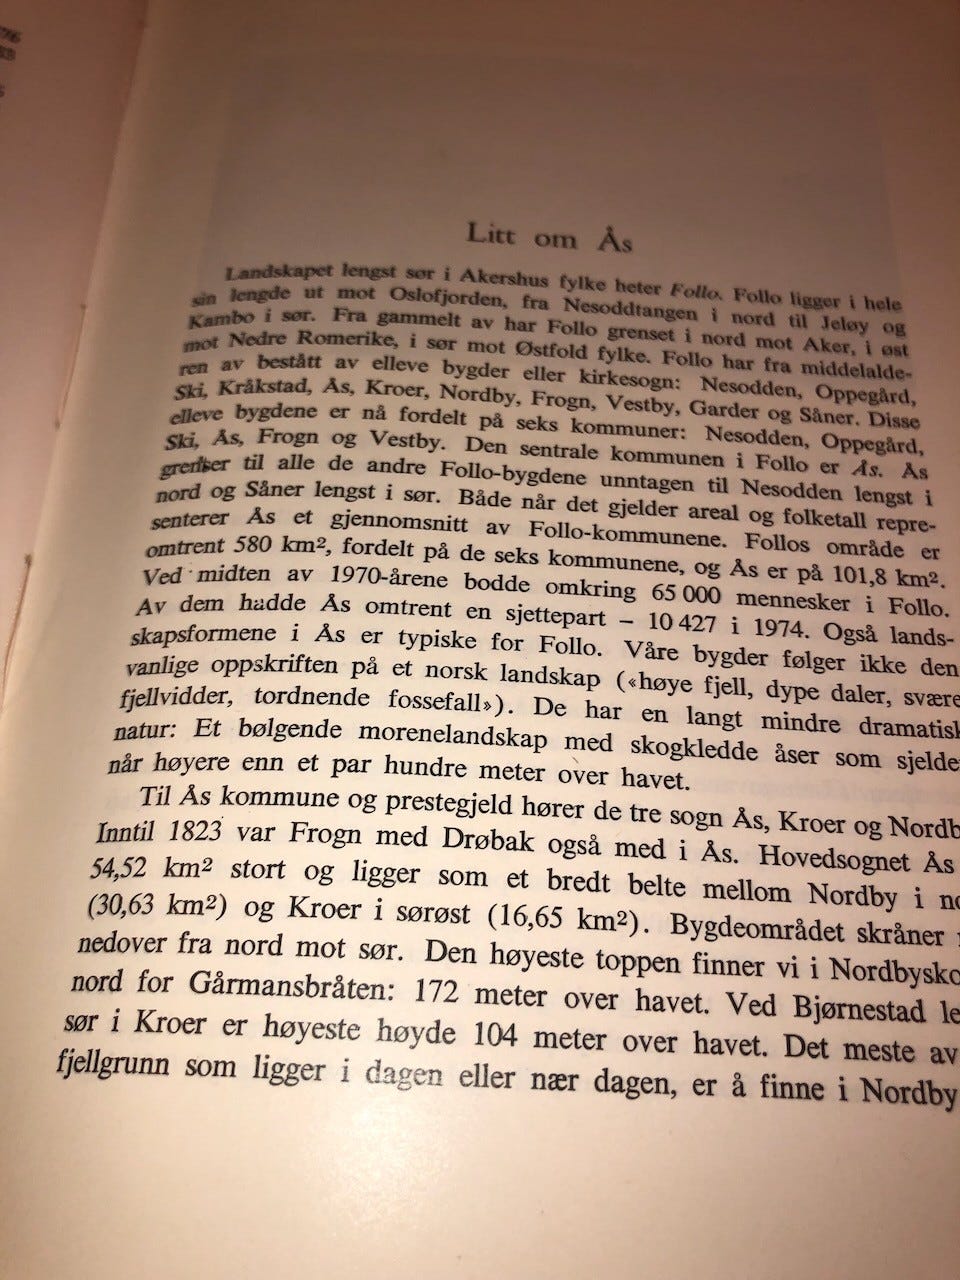 Litt om Ås
Landskapet lengst sør i Akershus fylke heter Follo. Follo ligger i hele
sin lengde ut mot Oslofjorden, fra Nesoddtangen i nord til Jeløy og
Kambo i sør. Fra gammelt av har Follo grenset i nord mot Aker, i øst
mot Nedre Romerike, i sør mot Østfold fylke. Follo har fra middelalde-
ren av bestått av elleve bygder eller kirkesogn: Nesodden, Oppegård,
Ski, Kråkstad, Ås, Kroer, Nordby, Frogn, Vestby, Garder og Såner. Disse
elleve bygdene er nå fordelt på seks kommuner: Nesodden, Oppegård,
Ski, Ås, Frogn og Vestby. Den sentrale kommunen i Follo er Ås. Ås
grenser til alle de andre Follo-bygdene unntagen til Nesodden lengst i
nord og Såner lengst i sør. Både når det gjelder areal og folketall repre-
senterer Ås et gjennomsnitt av Follo-kommunene. Follos område er
omtrent 580 km², fordelt på de seks kommunene, og Ås er på 101,8 km².
Ved midten av 1970-årene bodde omkring 65 000 mennesker i Follo.
Av dem hadde Ås omtrent en sjettepart – 10 427 i 1974. Også lands-
skapsformene i Ås er typiske for Follo. Våre bygder følger ikke den
vanlige oppskriften på et norsk landskap («høye fjell, dype daler, svære
fjellvidder, tordnende fossefall»). De har en langt mindre dramatisk
natur: Et bølgende morenelandskap med skogkledde åser som sjelde
når høyere enn et par hundre meter over havet.
Til Ås kommune og prestegjeld hører de tre sogn Ås, Kroer og Nordb
Inntil 1823 var Frogn med Drøbak også med i Ås. Hovedsognet Ås
54,52 km² stort og ligger som et bredt belte mellom Nordby i no
(30,63 km²) og Kroer i sørøst (16,65 km²). Bygdeområdet skråner
nedover fra nord mot sør. Den høyeste toppen finner vi i Nordbysko
nord for Gårmansbråten: 172 meter over havet. Ved Bjørnestad le
sør i Kroer er høyeste høyde 104 meter over havet. Det meste av
fjellgrunn som ligger i dagen eller nær dagen, er å finne i Nordby